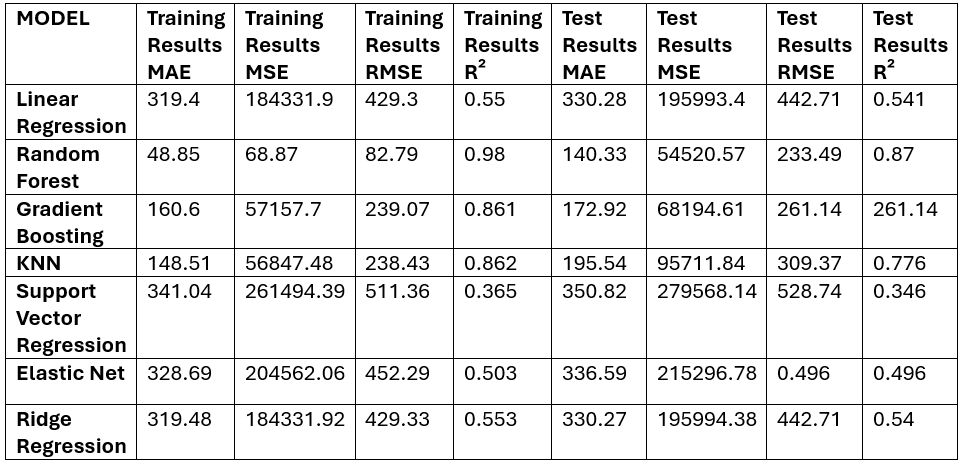 MODEL Training Results MAE Training Results MSE Training Results RMSE Training Results R² Test Results MAE Test Results MSE Test Results RMSE Test Results R²
Linear Regression 319.4 184331.9 429.3 0.55 330.28 195993.4 442.71 0.541
Random Forest 48.85 68.87 82.79 0.98 140.33 54520.57 233.49 0.87
Gradient Boosting 160.6 57157.7 239.07 0.861 172.92 68194.61 261.14 261.14
KNN 148.51 56847.48 238.43 0.862 195.54 95711.84 309.37 0.776
Support Vector Regression 341.04 261494.39 511.36 0.365 350.82 279568.14 528.74 0.346
Elastic Net 328.69 204562.06 452.29 0.503 336.59 215296.78 0.496 0.496
Ridge Regression 319.48 184331.92 429.33 0.553 330.27 195994.38 442.71 0.54